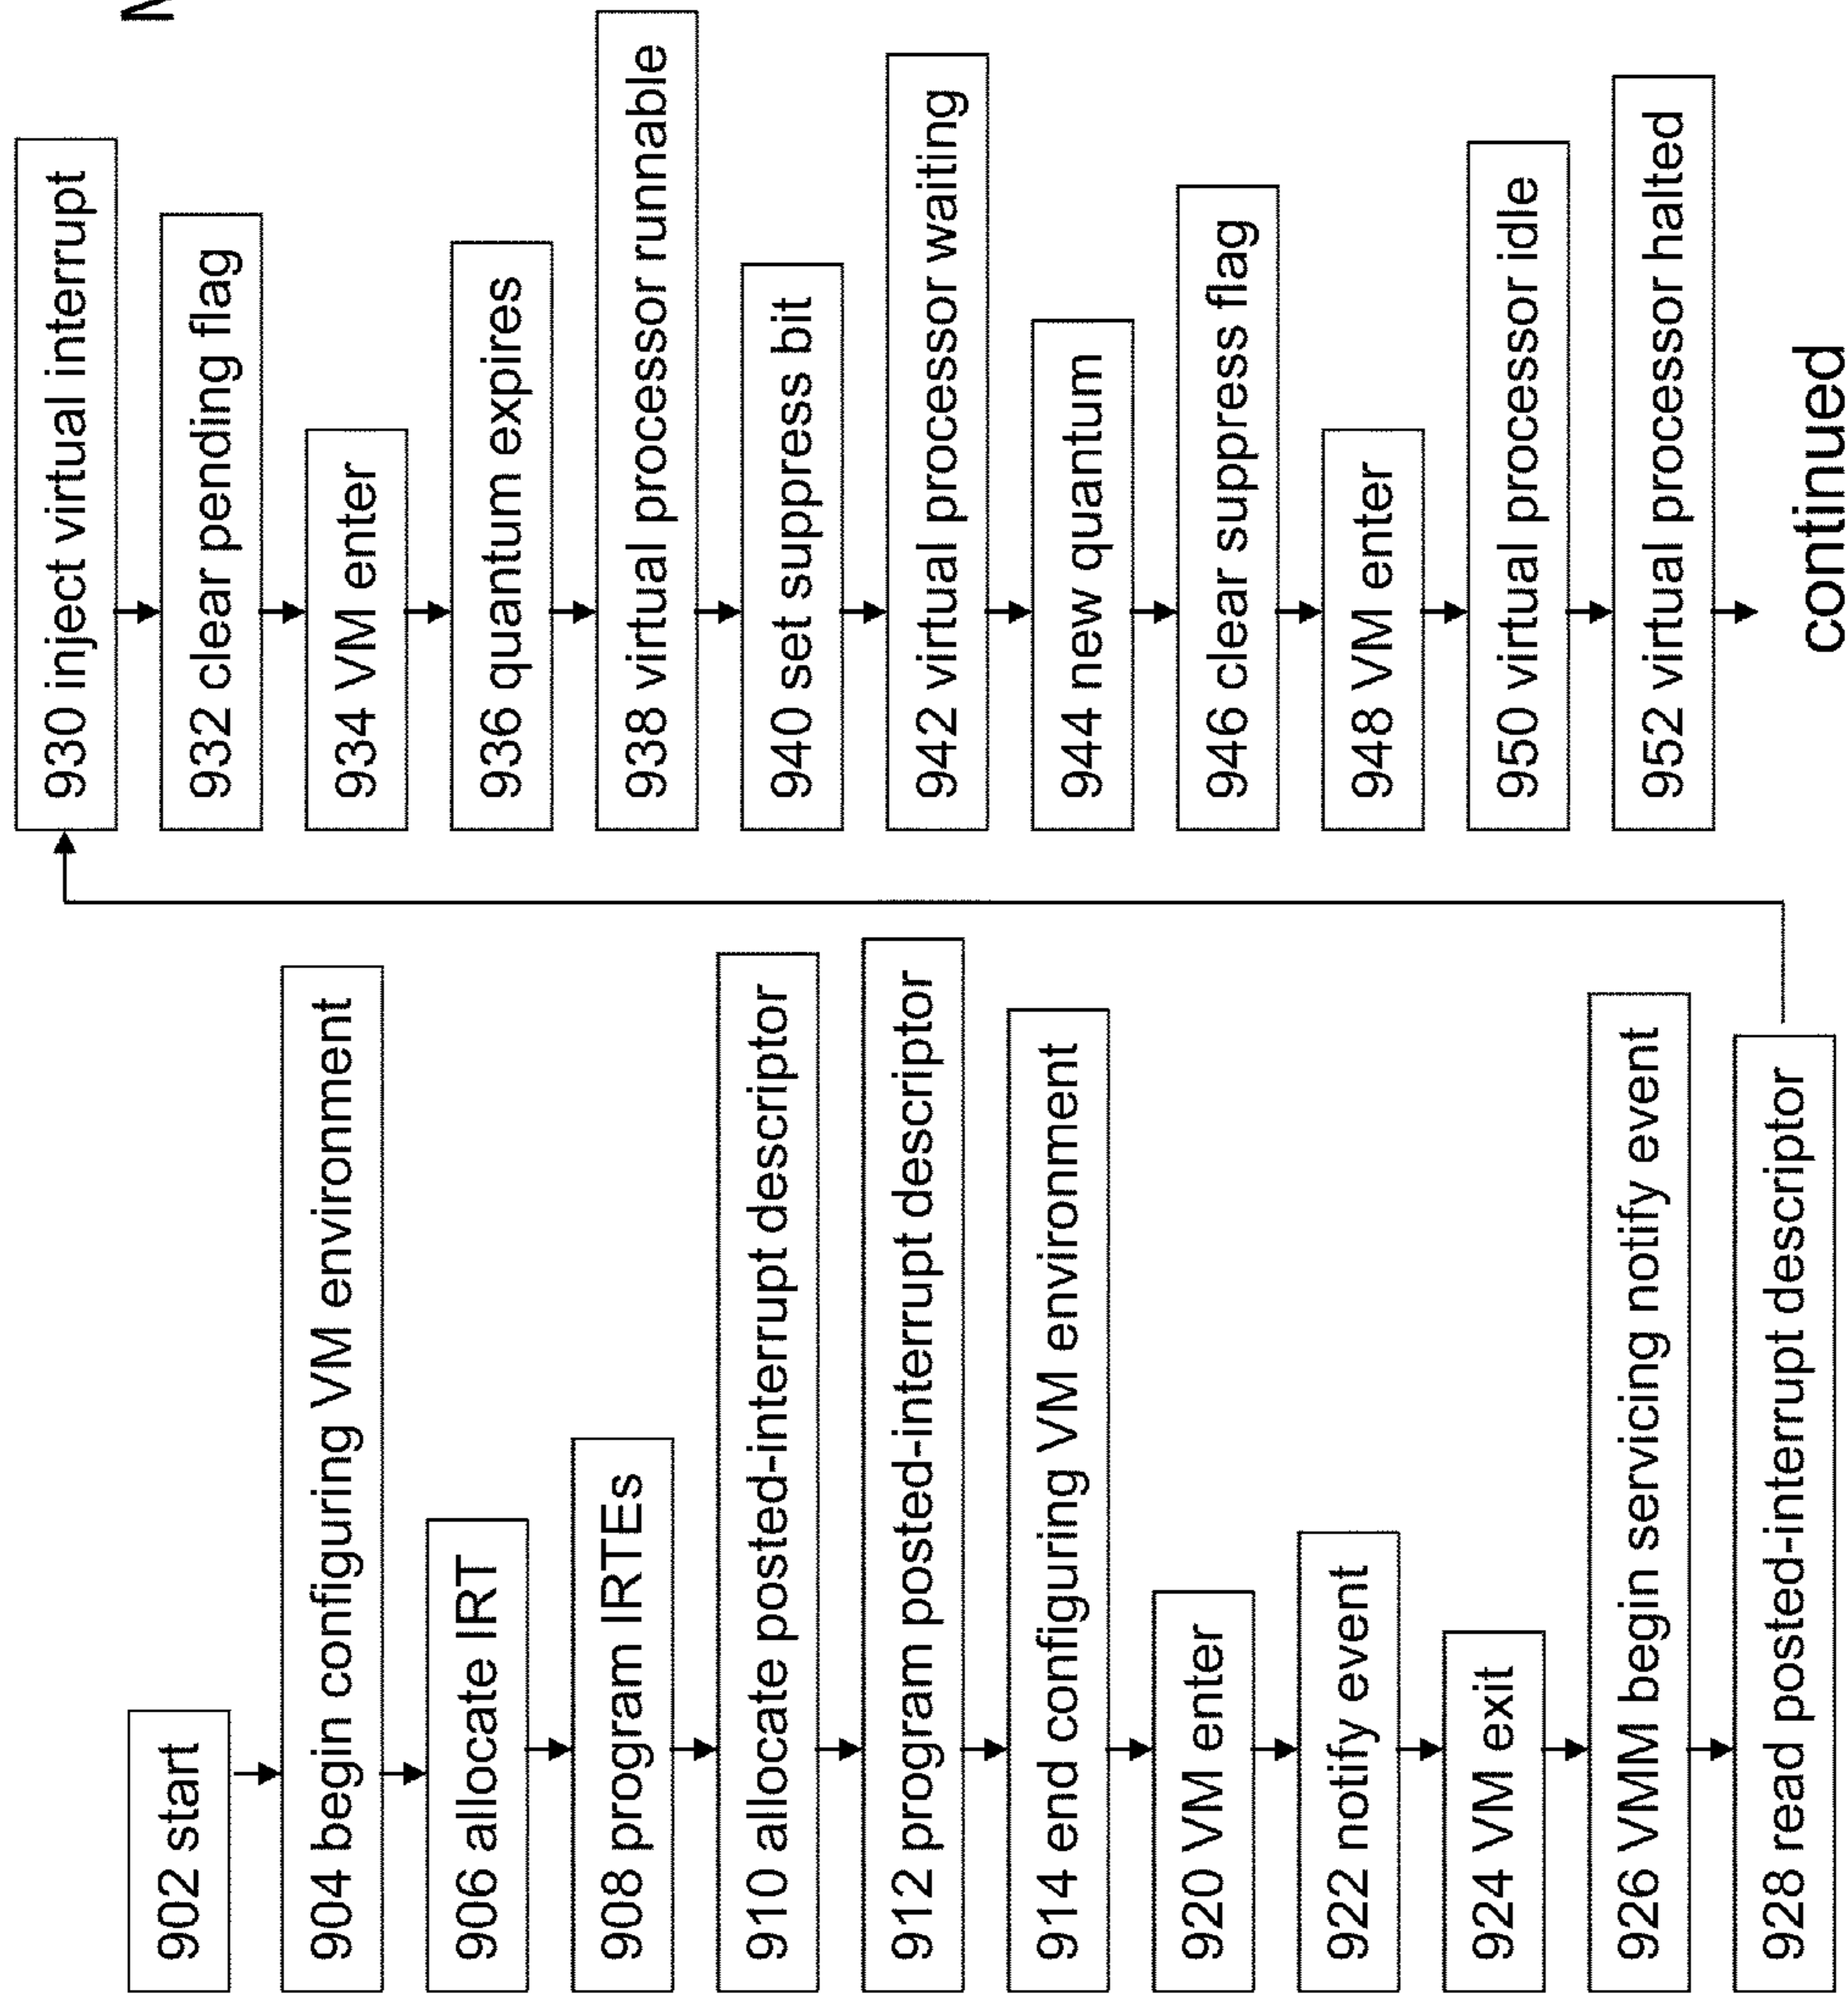 902 start
904 begin configuring VM environment
906 allocate IRT
908 program IRTEs
910 allocate posted-interrupt descriptor
912 program posted-interrupt descriptor
914 end configuring VM environment
920 VM enter
922 notify event
924 VM exit
926 VMM begin servicing notify event
928 read posted-interrupt descriptor
930 inject virtual interrupt
932 clear pending flag
934 VM enter
936 quantum expires
938 virtual processor runnable
940 set suppress bit
942 virtual processor waiting
944 new quantum
946 clear suppress flag
948 VM enter
950 virtual processor idle
952 virtual processor halted
continued